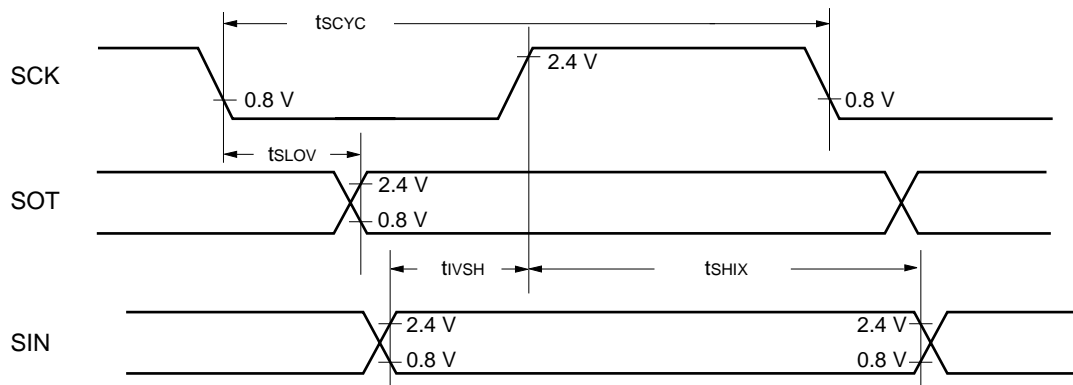 tSCYC
SCK
2.4 V
0.8 V
0.8 V
tSLOV
SOT
2.4 V
0.8 V
tIVSH
tSHIX
SIN
2.4 V
2.4 V
0.8 V
0.8 V